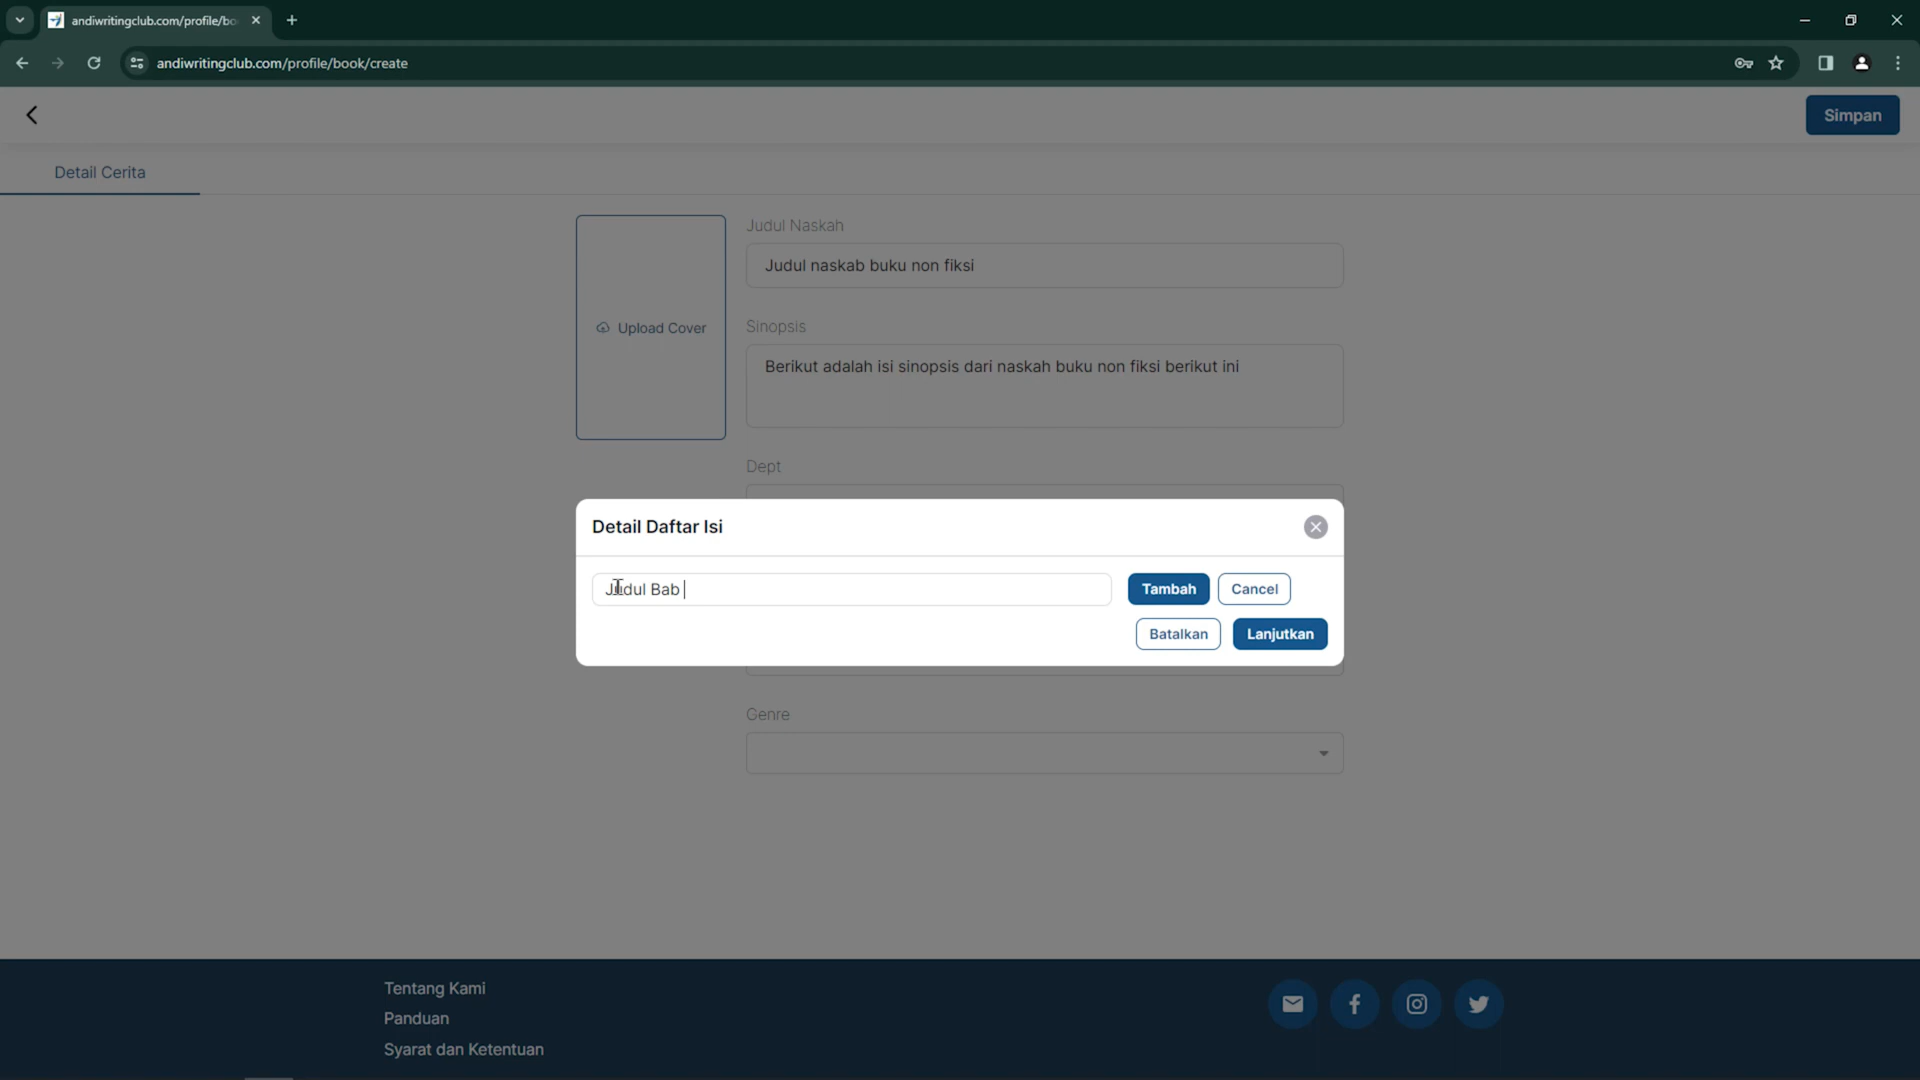 andiwritingclub.com/profile/bo
andiwritingclub.com/profile/book/create
Simpan
Detail Cerita
Judul Naskah
Judul naskab buku non fiksi
Upload Cover
Sinopsis
Berikut adalah isi sinopsis dari naskah buku non fiksi berikut ini
Dept
Detail Daftar Isi
Judul Bab
Tambah
Cancel
Batalkan
Lanjutkan
Genre
Tentang Kami
Panduan
Syarat dan Ketentuan